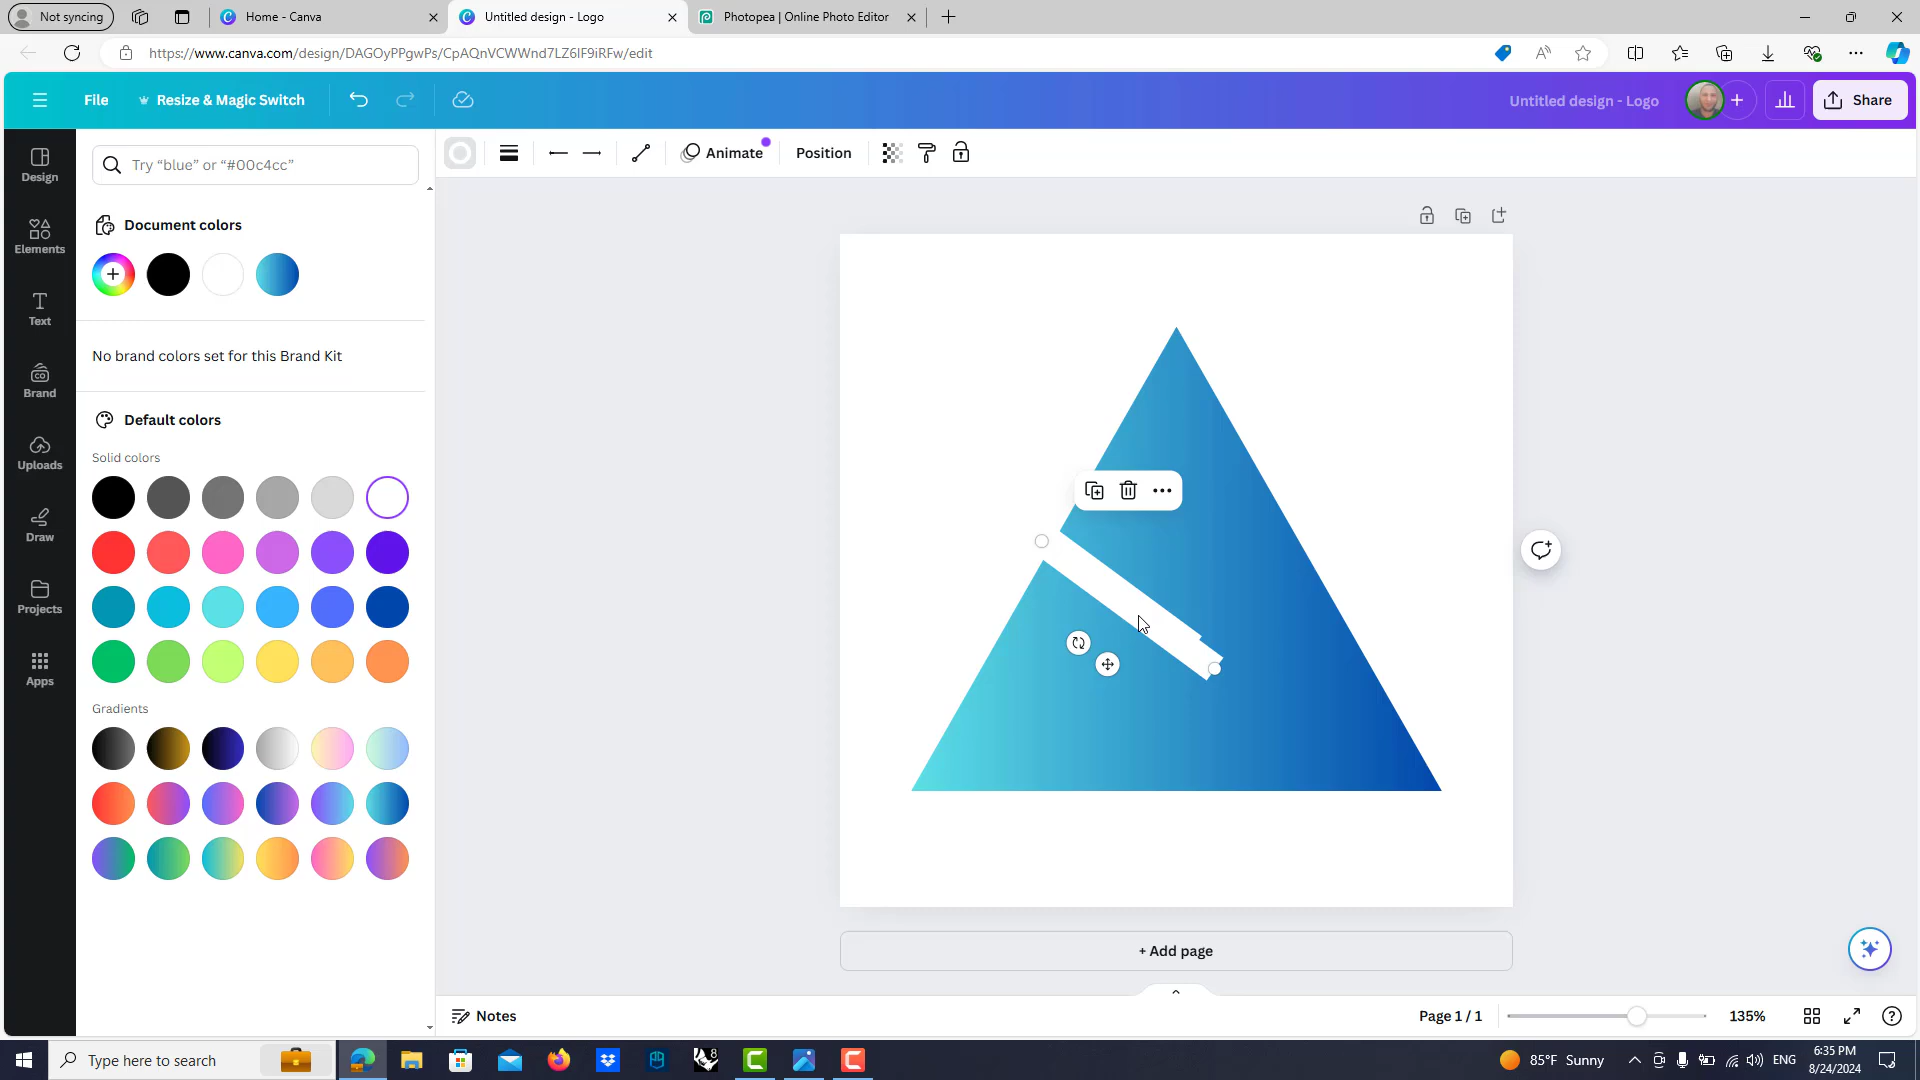 Not syncing
Home - Canva
Untitled design - Logo
Photopea | Online Photo Editor
https://www.canva.com/design/DAGOyPPgwPs/CpAQnVCWWnd7LZ6lF9iRFw/edit
File
Resize & Magic Switch
Untitled design - Logo
Share
Design
Elements
Text
Brand
Uploads
Draw
Projects
Apps
Try “blue” or “#00c4cc”
Document colors
No brand colors set for this Brand Kit
Default colors
Solid colors
Gradients
Animate
Position
+ Add page
Notes
Page 1 / 1
135%
Type here to search
85°F Sunny
ENG
6:35 PM
8/24/2024